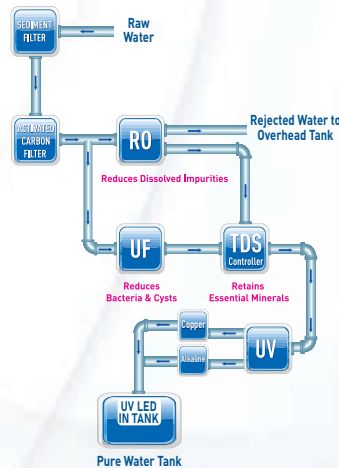 SEDIMENT
FILTER
Raw
Water
ACTIVATED
CARBON
FILTER
RO
Rejected Water to
Overhead Tank
Reduces Dissolved Impurities
UF
TDS
Controller
Reduces
Bacteria & Cysts
Retains
Essential Minerals
Copper
Alkaline
UV
UV LED
IN TANK
Pure Water Tank